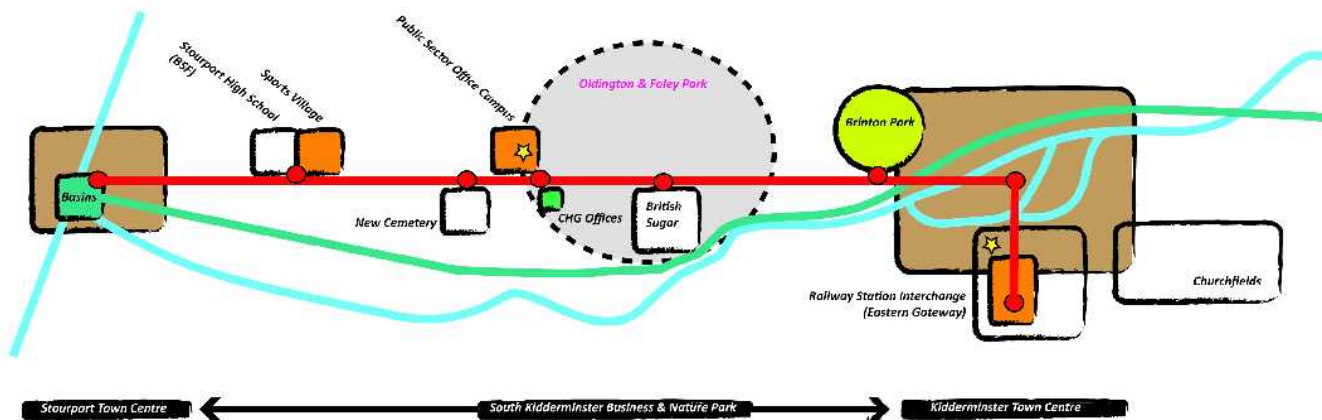 Stourport High School
(BSF)
Sports Village
Public Sector Office Campus
Oldington & Foley Park
Brinton Park
Basins
New Cemetery
CHG Offices
British
Sugar
Railway Station Interchange
(Eastern Gateway)
Churchfields
Stourport Town Centre
South Kidderminster Business & Nature Park
Kidderminster Town Centre